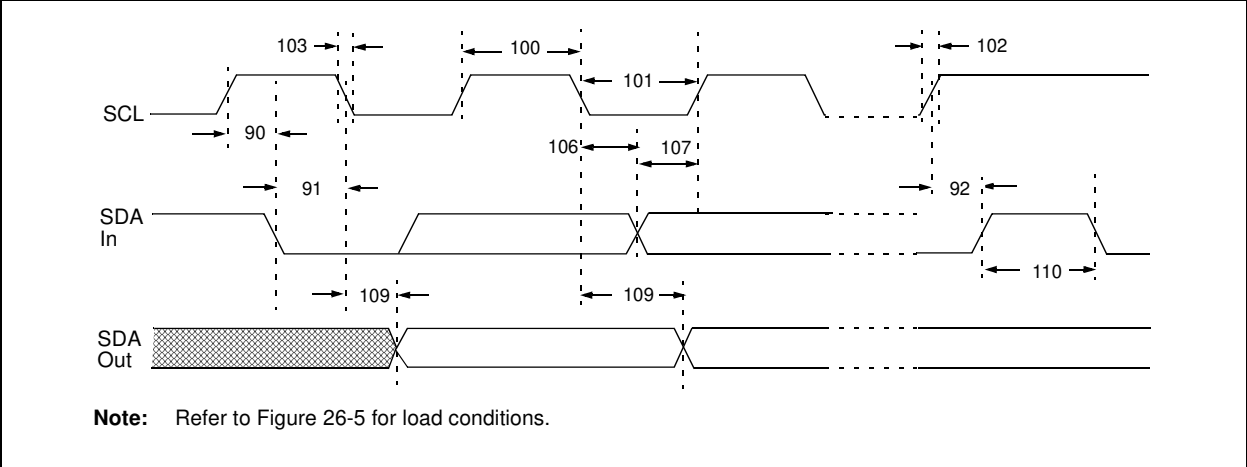 103
100
102
101
SCL
90
106
107
91
92
SDA
In
110
109
109
SDA
Out
Note: Refer to Figure 26-5 for load conditions.